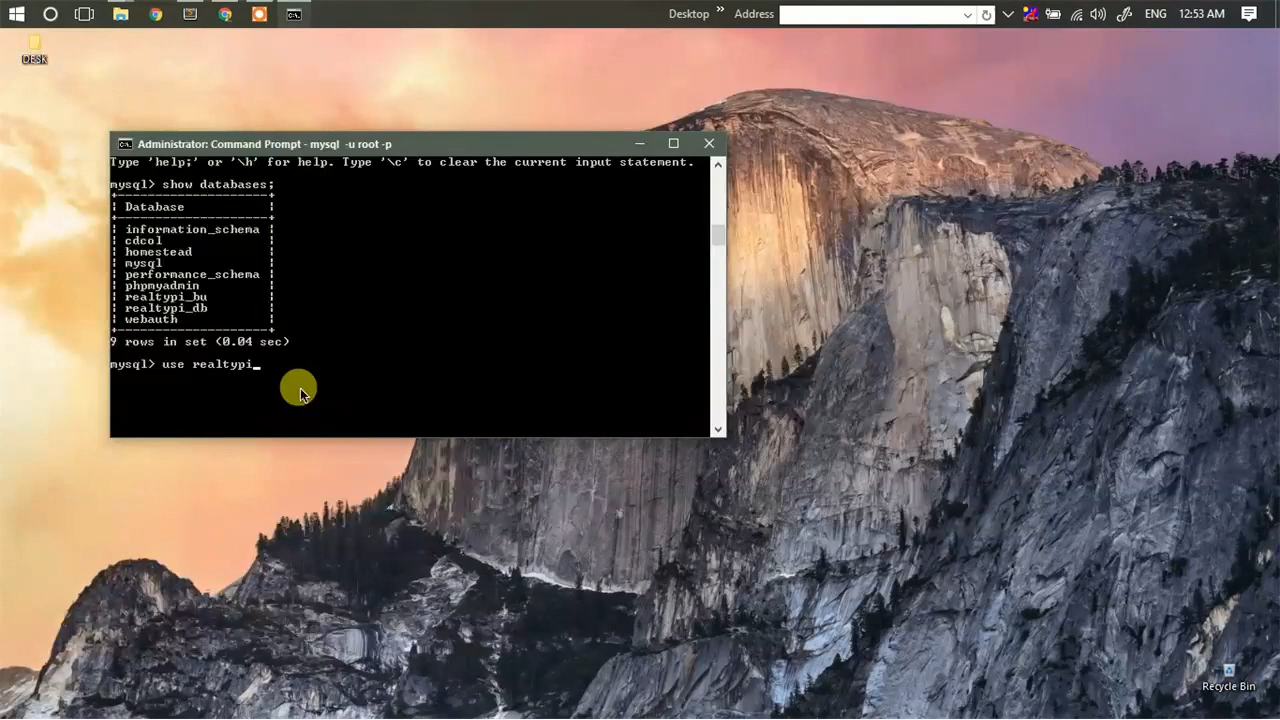 Desktop » Address ENG 12:53 AM
DESK
Administrator: Command Prompt - mysql -u root -p
Type 'help;' or '\h' for help. Type '\c' to clear the current input statement.
mysql> show databases;
Database
information_schema
cdcol
homestead
mysql
performance_schema
phpmyadmin
realtypi_bu
realtypi_db
webauth
9 rows in set (0.04 sec)
mysql> use realtypi_
Recycle Bin